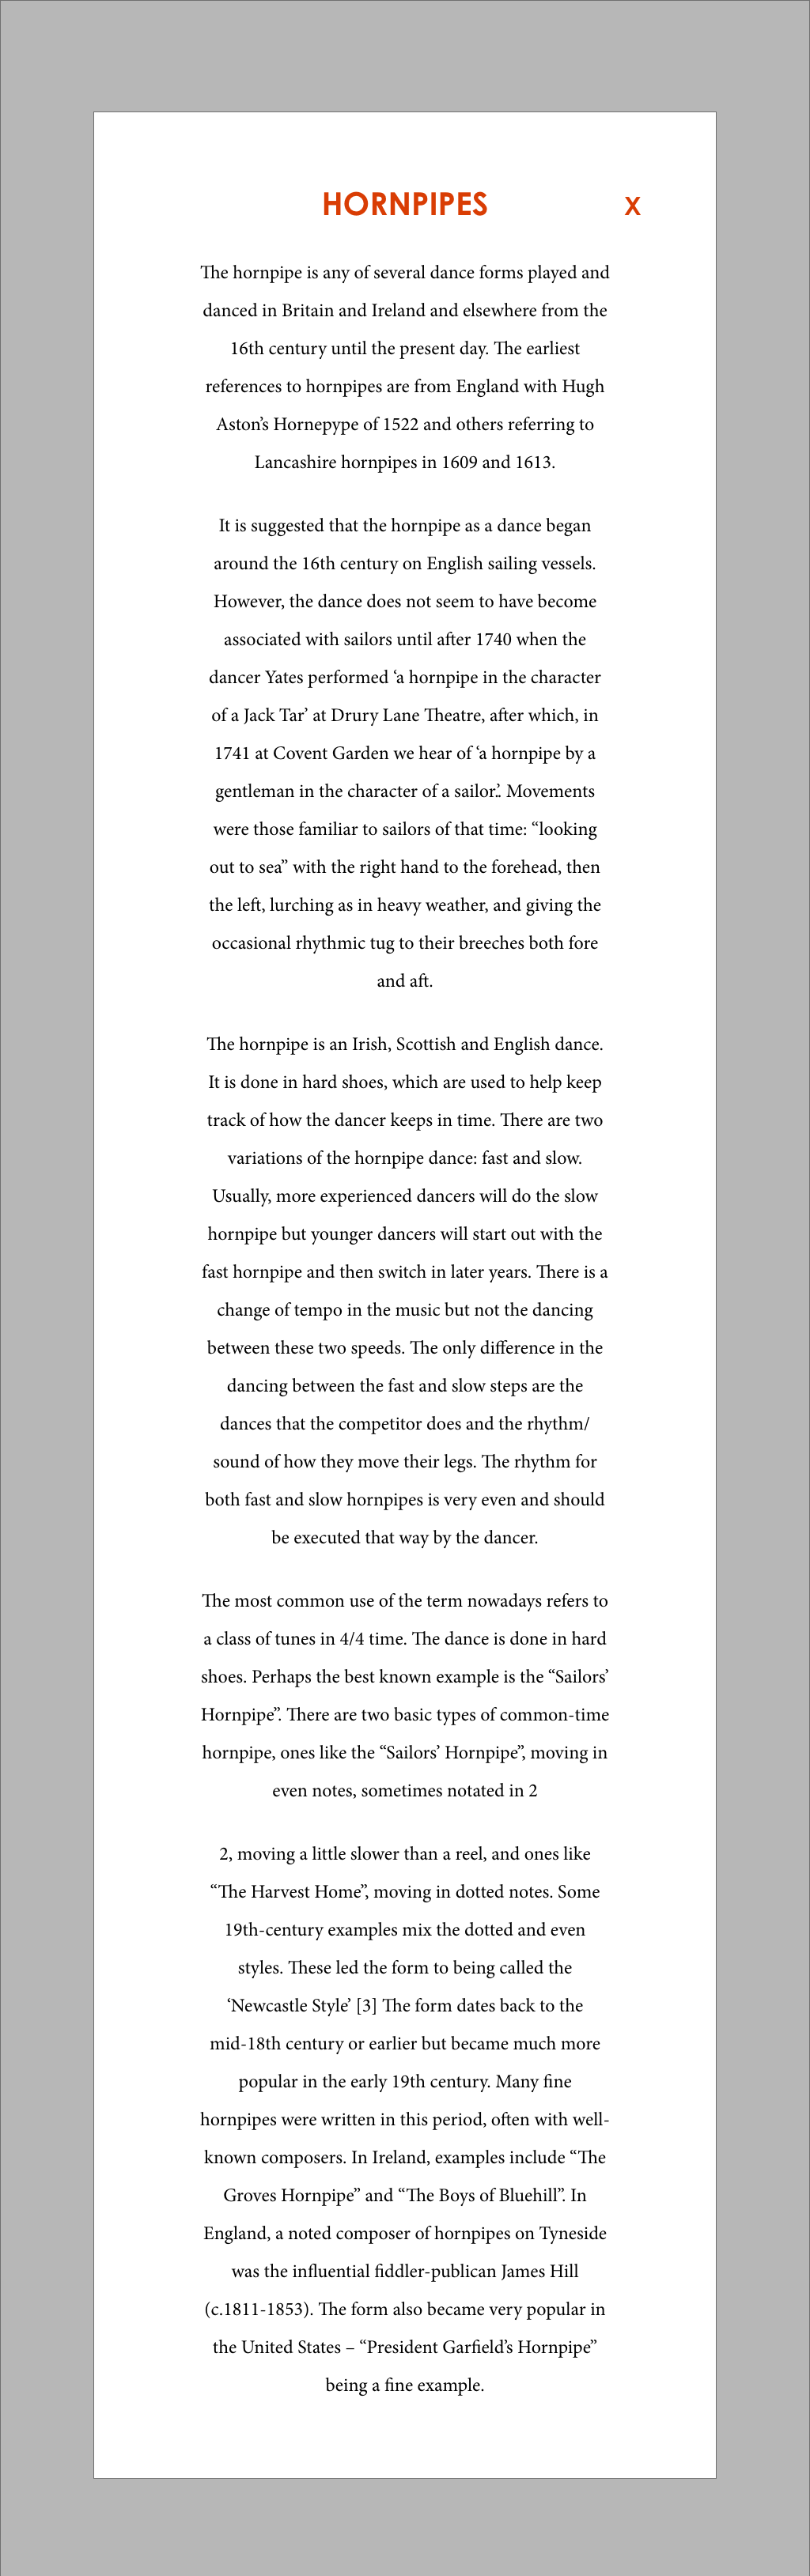 HORNPIPES X
The hornpipe is any of several dance forms played and
danced in Britain and Ireland and elsewhere from the
16th century until the present day. The earliest
references to hornpipes are from England with Hugh
Aston’s Hornepype of 1522 and others referring to
Lancashire hornpipes in 1609 and 1613.
It is suggested that the hornpipe as a dance began
around the 16th century on English sailing vessels.
However, the dance does not seem to have become
associated with sailors until after 1740 when the
dancer Yates performed ‘a hornpipe in the character
of a Jack Tar’ at Drury Lane Theatre, after which, in
1741 at Covent Garden we hear of ‘a hornpipe by a
gentleman in the character of a sailor.’. Movements
were those familiar to sailors of that time: “looking
out to sea” with the right hand to the forehead, then
the left, lurching as in heavy weather, and giving the
occasional rhythmic tug to their breeches both fore
and aft.
The hornpipe is an Irish, Scottish and English dance.
It is done in hard shoes, which are used to help keep
track of how the dancer keeps in time. There are two
variations of the hornpipe dance: fast and slow.
Usually, more experienced dancers will do the slow
hornpipe but younger dancers will start out with the
fast hornpipe and then switch in later years. There is a
change of tempo in the music but not the dancing
between these two speeds. The only difference in the
dancing between the fast and slow steps are the
dances that the competitor does and the rhythm/
sound of how they move their legs. The rhythm for
both fast and slow hornpipes is very even and should
be executed that way by the dancer.
The most common use of the term nowadays refers to
a class of tunes in 4/4 time. The dance is done in hard
shoes. Perhaps the best known example is the “Sailors’
Hornpipe”. There are two basic types of common-time
hornpipe, ones like the “Sailors’ Hornpipe”, moving in
even notes, sometimes notated in 2
2, moving a little slower than a reel, and ones like
“The Harvest Home”, moving in dotted notes. Some
19th-century examples mix the dotted and even
styles. These led the form to being called the
‘Newcastle Style’ [3] The form dates back to the
mid-18th century or earlier but became much more
popular in the early 19th century. Many fine
hornpipes were written in this period, often with well-
known composers. In Ireland, examples include “The
Groves Hornpipe” and “The Boys of Bluehill”. In
England, a noted composer of hornpipes on Tyneside
was the influential fiddler-publican James Hill
(c.1811-1853). The form also became very popular in
the United States – “President Garfield’s Hornpipe”
being a fine example.